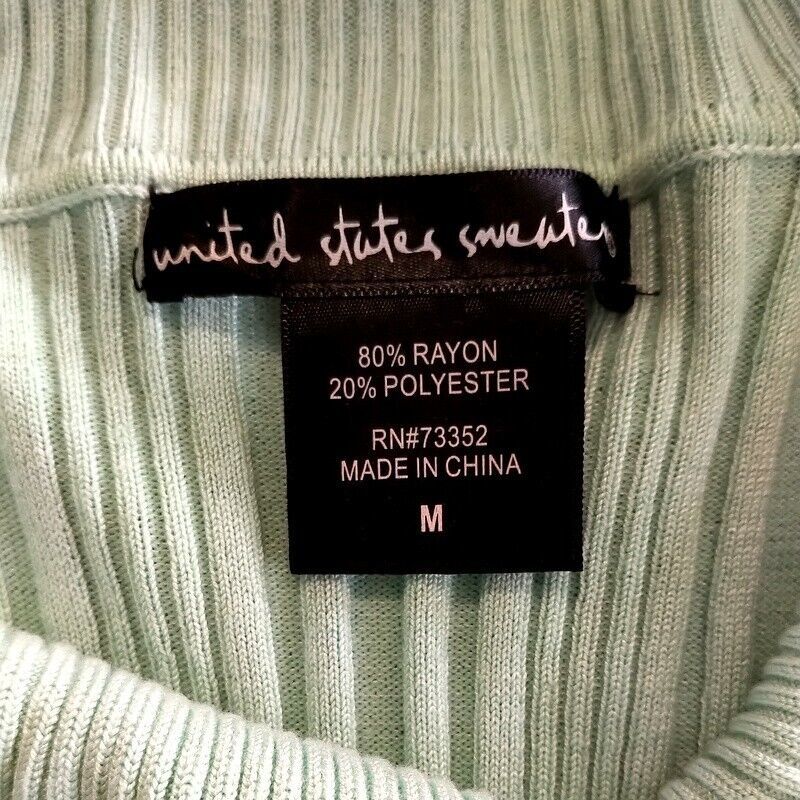 united states sweaters
80% RAYON
20% POLYESTER
RN#73352
MADE IN CHINA
M